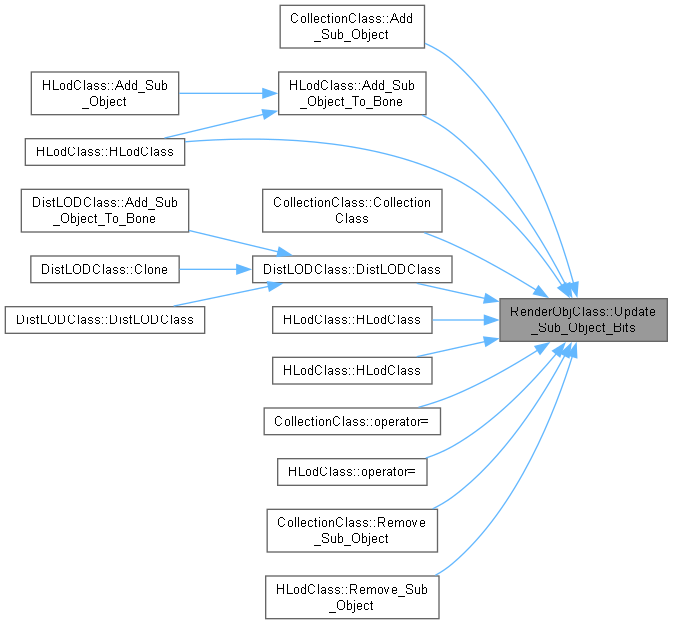 CollectionClass::Add
_Sub_Object
HLodClass::Add_Sub
_Object
HLodClass::Add_Sub
_Object_To_Bone
HLodClass::HLodClass
DistLODClass::Add_Sub
_Object_To_Bone
CollectionClass::Collection
Class
DistLODClass::Clone
DistLODClass::DistLODClass
DistLODClass::DistLODClass
HLodClass::HLodClass
RenderObjClass::Update
_Sub_Object_Bits
HLodClass::HLodClass
CollectionClass::operator=
HLodClass::operator=
CollectionClass::Remove
_Sub_Object
HLodClass::Remove_Sub
_Object